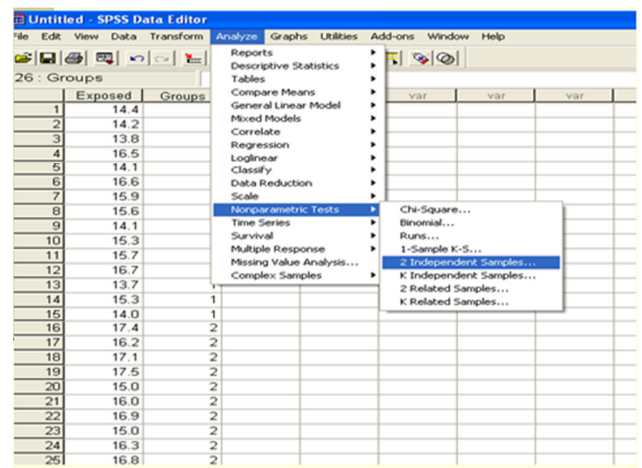 Untitled - SPSS Data Editor
File Edit View Data Transform Analyze Graphs Utilities Add-ons Window Help
26 : Groups
Exposed Groups var var var
Reports
Descriptive Statistics
Tables
Compare Means
General Linear Model
Mixed Models
Correlate
Regression
Loglinear
Classify
Data Reduction
Scale
Nonparametric Tests
Time Series
Survival
Multiple Response
Missing Value Analysis...
Complex Samples
Chi-Square...
Binomial...
Runs...
1-Sample K-S...
2 Independent Samples...
K Independent Samples...
2 Related Samples...
K Related Samples...
1 14.4
2 14.2
3 13.8
4 16.5
5 14.1
6 16.6
7 15.9
8 15.6
9 14.1
10 15.3
11 15.7
12 16.7
13 13.7 1
14 15.3 1
15 14.0 1
16 17.4 2
17 16.2 2
18 17.1 2
19 17.5 2
20 15.0 2
21 16.0 2
22 16.9 2
23 15.0 2
24 16.3 2
25 16.8 2